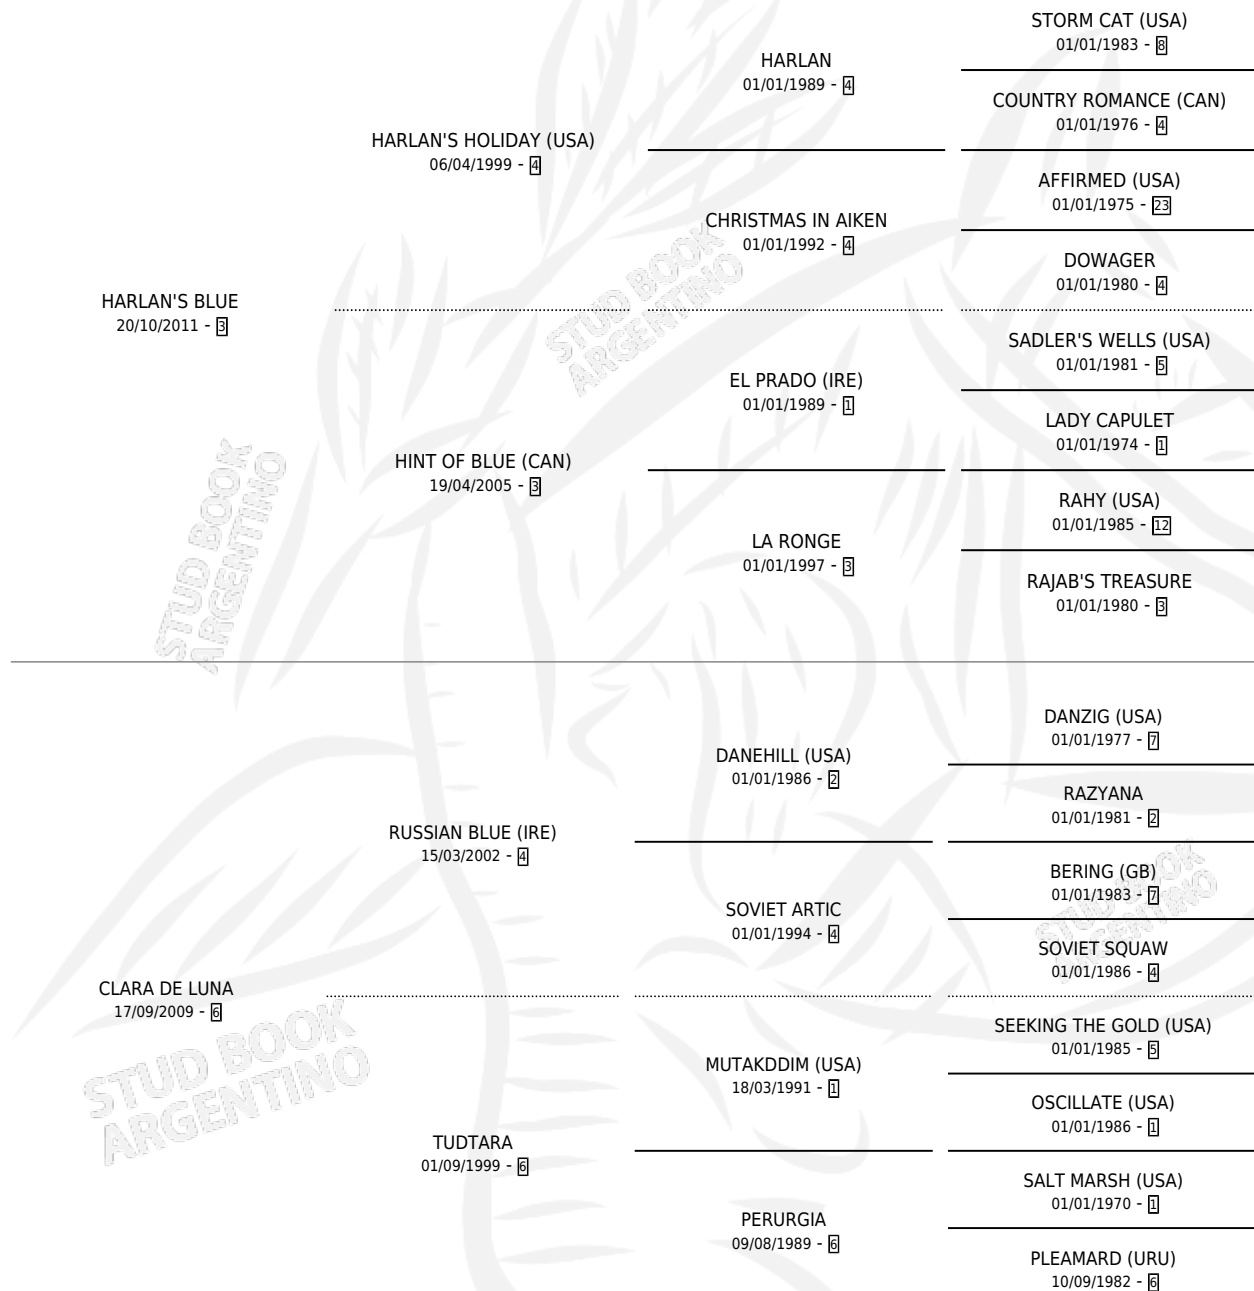 STORM CAT (USA)
01/01/1983 - 8
HARLAN
01/01/1989 - 4
COUNTRY ROMANCE (CAN)
01/01/1976 - 4
HARLAN'S HOLIDAY (USA)
06/04/1999 - 4
AFFIRMED (USA)
01/01/1975 - 23
CHRISTMAS IN AIKEN
01/01/1992 - 4
DOWAGER
01/01/1980 - 4
HARLAN'S BLUE
20/10/2011 - 3
STUD BOOK
ARGENTINO
SADLER'S WELLS (USA)
01/01/1981 - 5
EL PRADO (IRE)
01/01/1989 - 1
LADY CAPULET
01/01/1974 - 1
HINT OF BLUE (CAN)
19/04/2005 - 3
RAHY (USA)
01/01/1985 - 12
LA RONGE
01/01/1997 - 3
RAJAB'S TREASURE
01/01/1980 - 3
STUD BOOK
ARGENTINO
DANZIG (USA)
01/01/1977 - 7
DANEHILL (USA)
01/01/1986 - 2
RAZYANA
01/01/1981 - 2
RUSSIAN BLUE (IRE)
15/03/2002 - 4
BERING (GB)
01/01/1983 - 7
SOVIET ARTIC
01/01/1994 - 4
SOVIET SQUAW
01/01/1986 - 4
STUD BOOK
ARGENTINO
CLARA DE LUNA
17/09/2009 - 6
SEEKING THE GOLD (USA)
01/01/1985 - 5
MUTAKDDIM (USA)
18/03/1991 - 1
OSCILLATE (USA)
01/01/1986 - 1
STUD BOOK
ARGENTINO
TUDTARA
01/09/1999 - 6
SALT MARSH (USA)
01/01/1970 - 1
PERURGIA
09/08/1989 - 6
PLEAMARD (URU)
10/09/1982 - 6